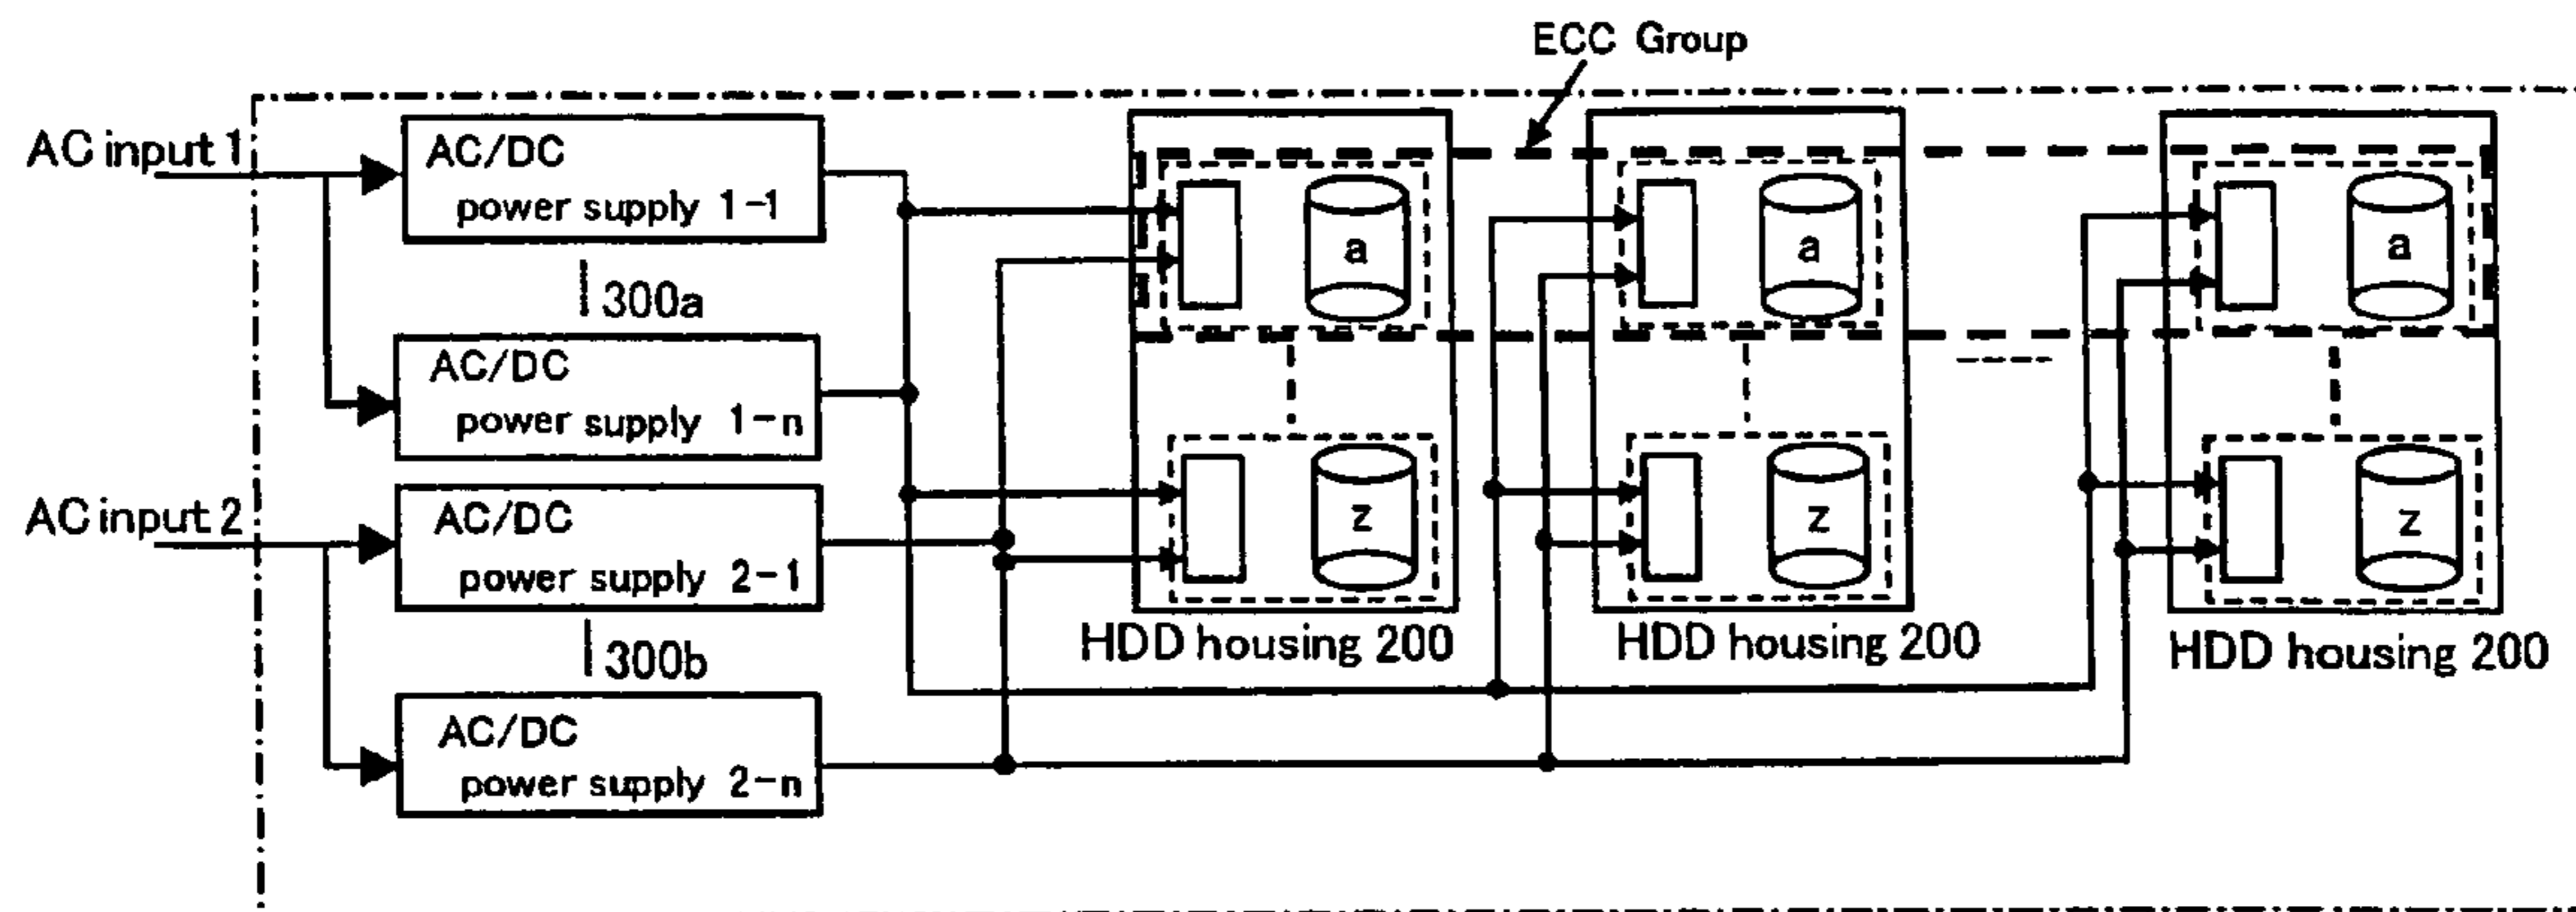 ECC Group
AC input 1
AC/DC
power supply 1-1
300a
AC/DC
power supply 1-n
AC input 2
AC/DC
power supply 2-1
300b
AC/DC
power supply 2-n
a
a
a
z
z
z
HDD housing 200
HDD housing 200
HDD housing 200